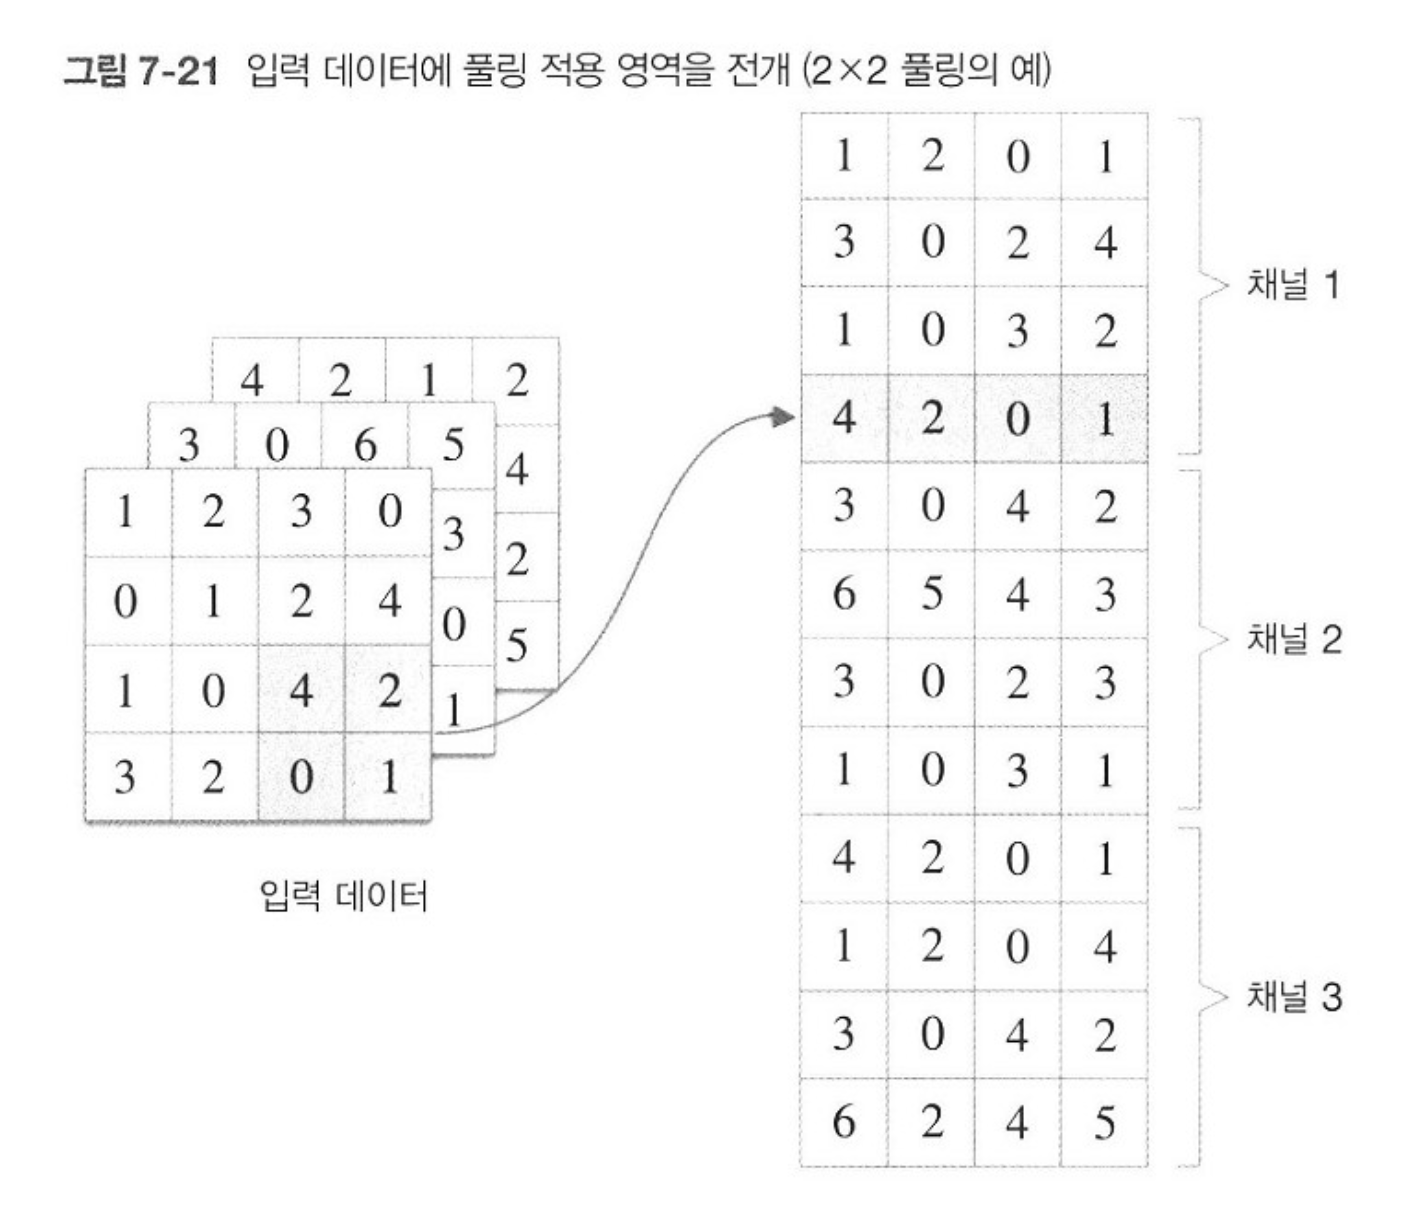 그림 7-21 입력 데이터에 풀링 적용 영역을 전개 (2×2 풀링의 예)
4 2 1 2
3 0 6 5
4
1 2 3 0
3
2
0 1 2 4
0
5
1 0 4 2
1
3 2 0 1
입력 데이터
1 2 0 1
3 0 2 4
1 0 3 2
4 2 0 1
채널 1
3 0 4 2
6 5 4 3
3 0 2 3
1 0 3 1
채널 2
4 2 0 1
1 2 0 4
3 0 4 2
6 2 4 5
채널 3